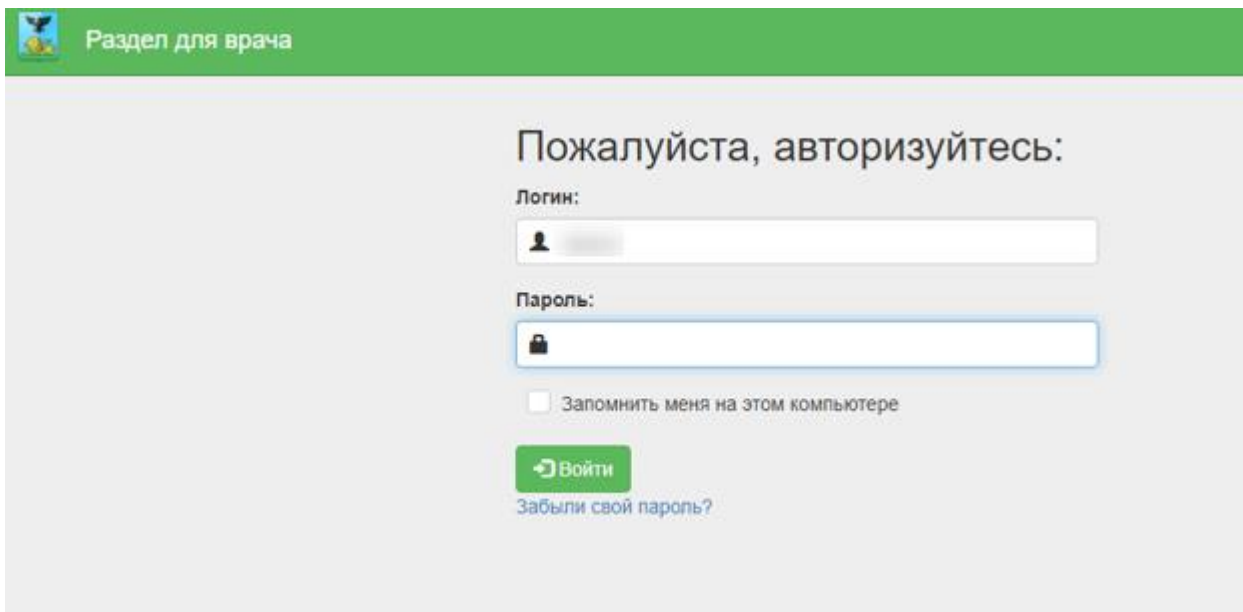 Раздел для врача
Пожалуйста, авторизуйтесь:
Логин:
Пароль:
Запомнить меня на этом компьютере
Войти
Забыли свой пароль?